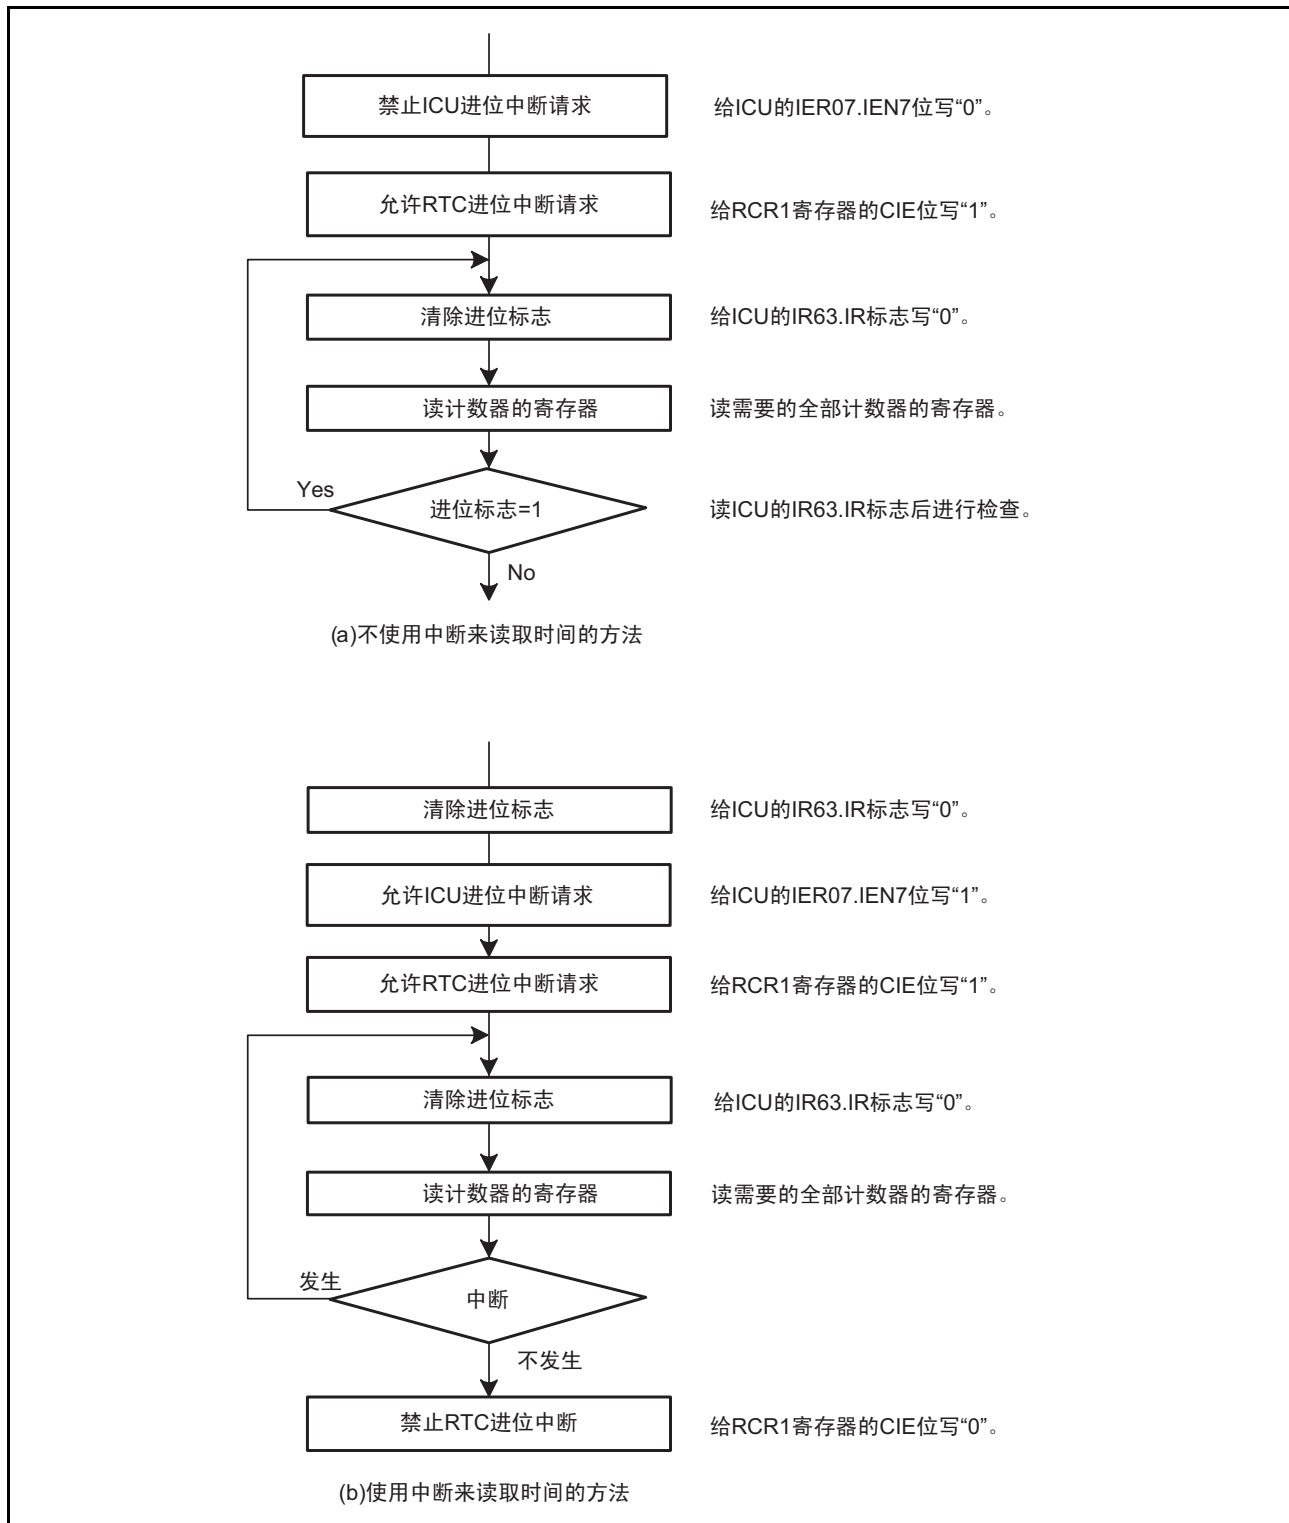 禁止ICU进位中断请求 给ICU的IER07.IEN7位写“0”。
允许RTC进位中断请求 给RCR1寄存器的CIE位写“1”。
清除进位标志 给ICU的IR63.IR标志写“0”。
读计数器的寄存器 读需要的全部计数器的寄存器。
Yes
进位标志=1 读ICU的IR63.IR标志后进行检查。
No
(a)不使用中断来读取时间的方法
清除进位标志 给ICU的IR63.IR标志写“0”。
允许ICU进位中断请求 给ICU的IER07.IEN7位写“1”。
允许RTC进位中断请求 给RCR1寄存器的CIE位写“1”。
清除进位标志 给ICU的IR63.IR标志写“0”。
读计数器的寄存器 读需要的全部计数器的寄存器。
发生
中断
不发生
禁止RTC进位中断 给RCR1寄存器的CIE位写“0”。
(b)使用中断来读取时间的方法